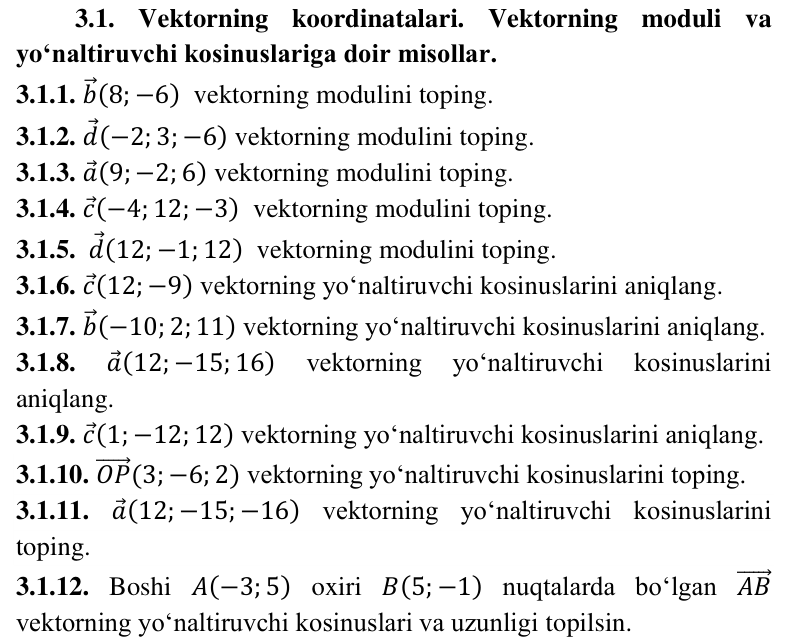 3.1. Vektorning koordinatalari. Vektorning moduli va
yo‘naltiruvchi kosinuslariga doir misollar.
3.1.1. b⃗(8; −6) vektorning modulini toping.
3.1.2. d⃗(−2; 3; −6) vektorning modulini toping.
3.1.3. a⃗(9; −2; 6) vektorning modulini toping.
3.1.4. c⃗(−4; 12; −3) vektorning modulini toping.
3.1.5. d⃗(12; −1; 12) vektorning modulini toping.
3.1.6. c⃗(12; −9) vektorning yo‘naltiruvchi kosinuslarini aniqlang.
3.1.7. b⃗(−10; 2; 11) vektorning yo‘naltiruvchi kosinuslarini aniqlang.
3.1.8. a⃗(12; −15; 16) vektorning yo‘naltiruvchi kosinuslarini
aniqlang.
3.1.9. c⃗(1; −12; 12) vektorning yo‘naltiruvchi kosinuslarini aniqlang.
3.1.10. O⃗P⃗(3; −6; 2) vektorning yo‘naltiruvchi kosinuslarini toping.
3.1.11. a⃗(12; −15; −16) vektorning yo‘naltiruvchi kosinuslarini
toping.
3.1.12. Boshi A(−3; 5) oxiri B(5; −1) nuqtalarda bo‘lgan A⃗B⃗
vektorning yo‘naltiruvchi kosinuslari va uzunligi topilsin.